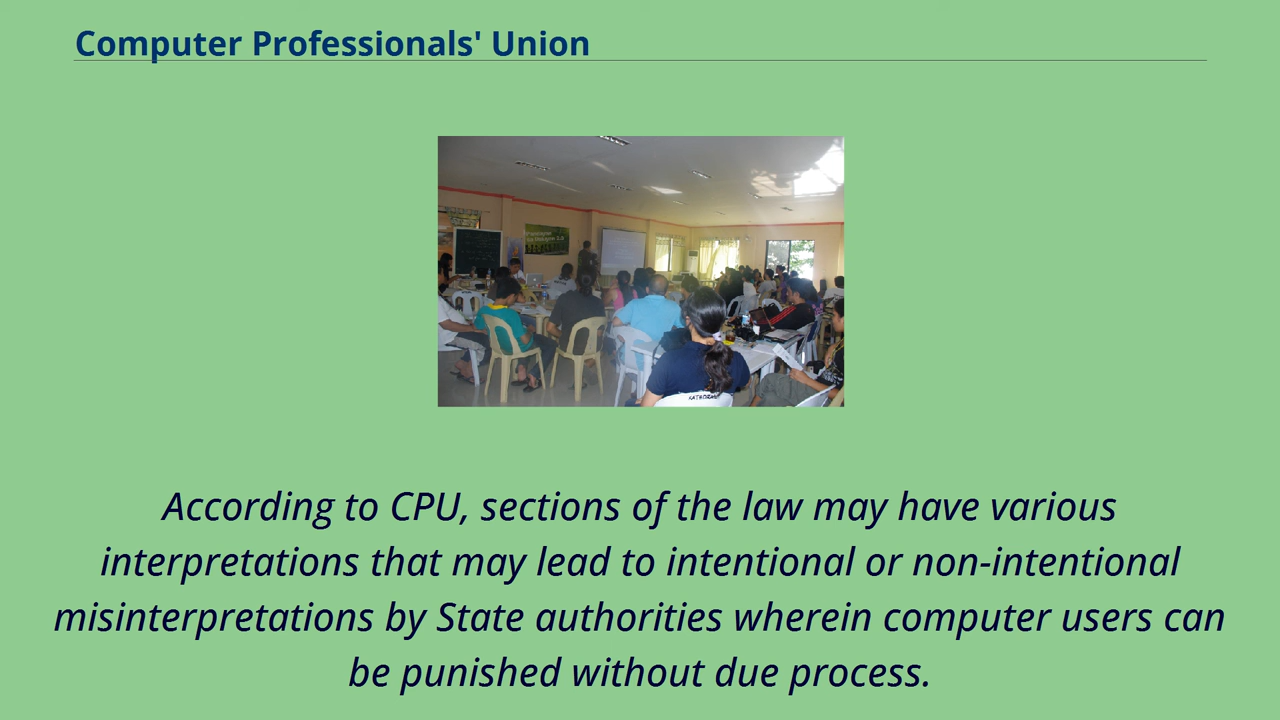 Computer Professionals' Union
According to CPU, sections of the law may have various
interpretations that may lead to intentional or non-intentional
misinterpretations by State authorities wherein computer users can
be punished without due process.